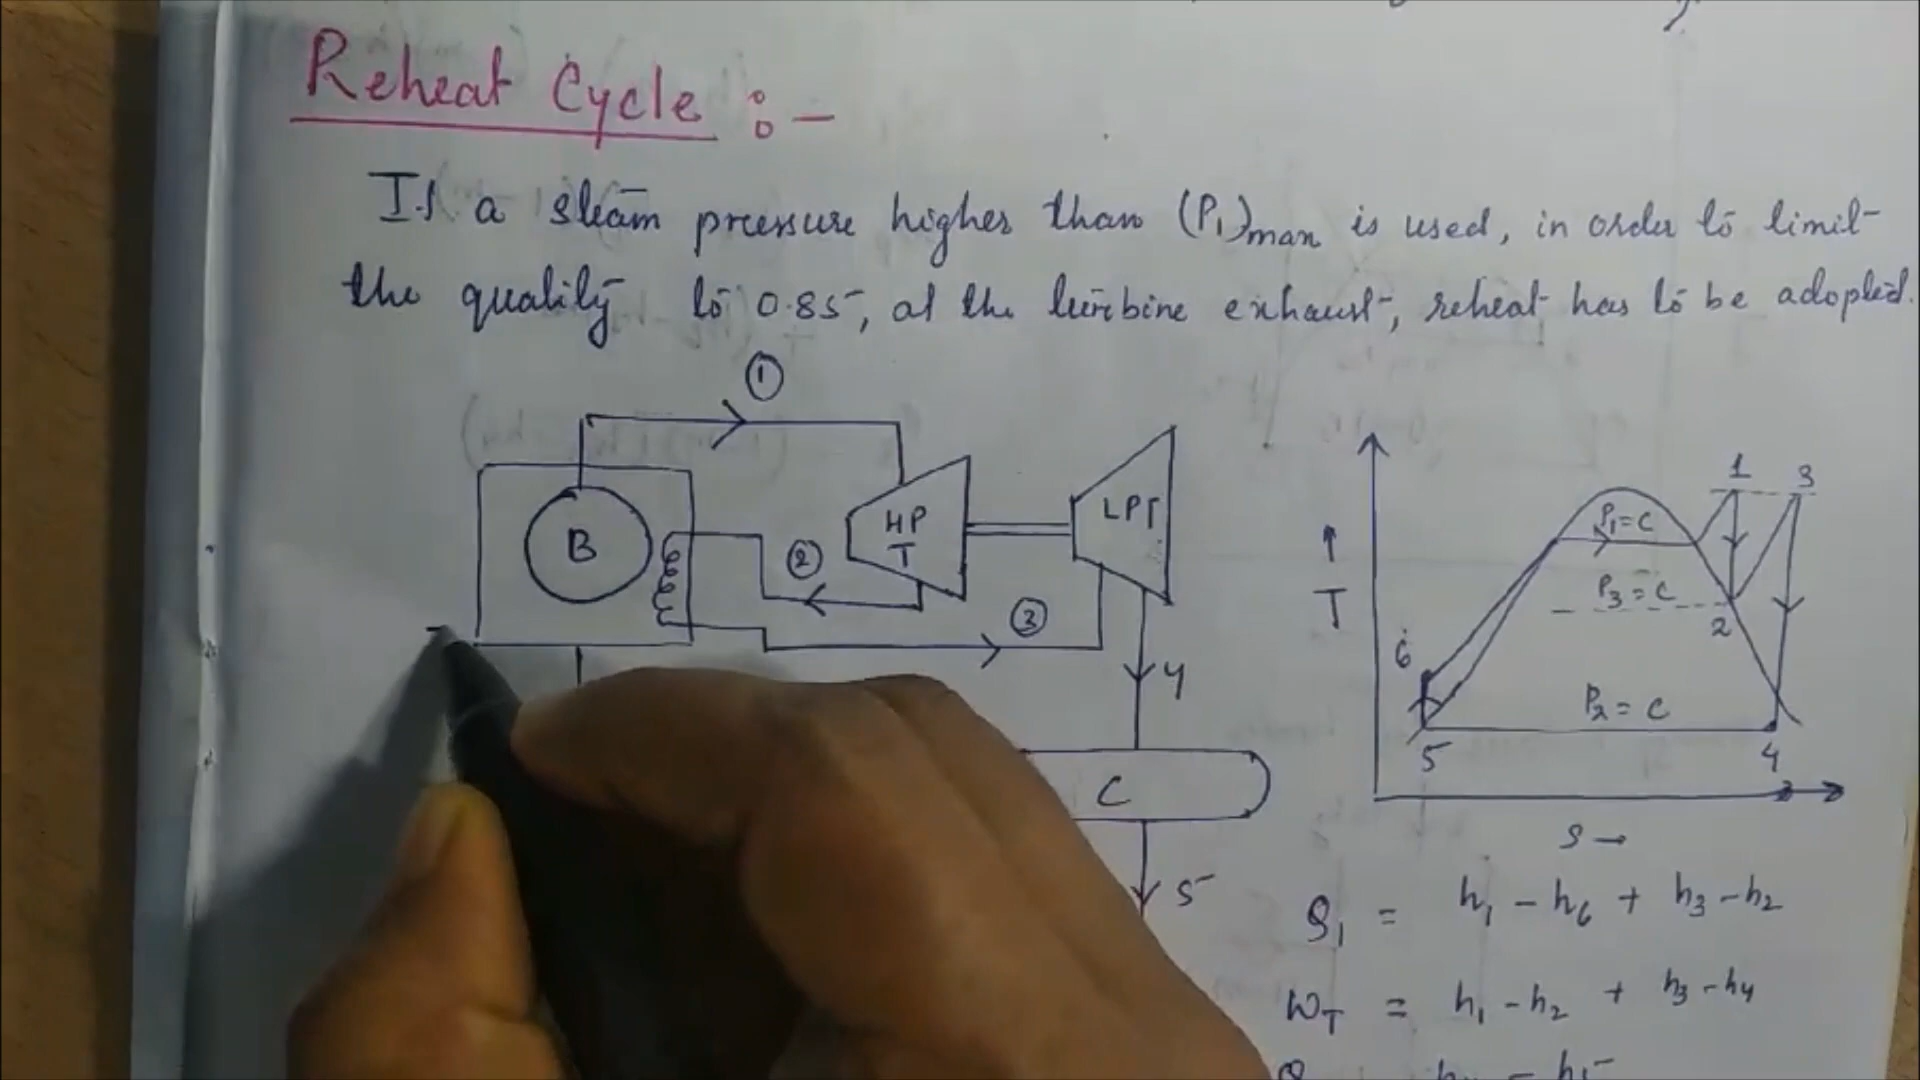 Reheat Cycle :-
If a steam pressure higher than (P₁)max is used, in order to limit
the quality to 0.85, at the turbine exhaust, reheat has to be adopted.
①
B
HP
T
LPT
②
③
4
C
5
↑
T
1
3
P₁ = C
P₃ = C
2
6
P₂ = C
5
4
S →
Q₁ = h₁ - h₆ + h₃ - h₂
W_T = h₁ - h₂ + h₃ - h₄